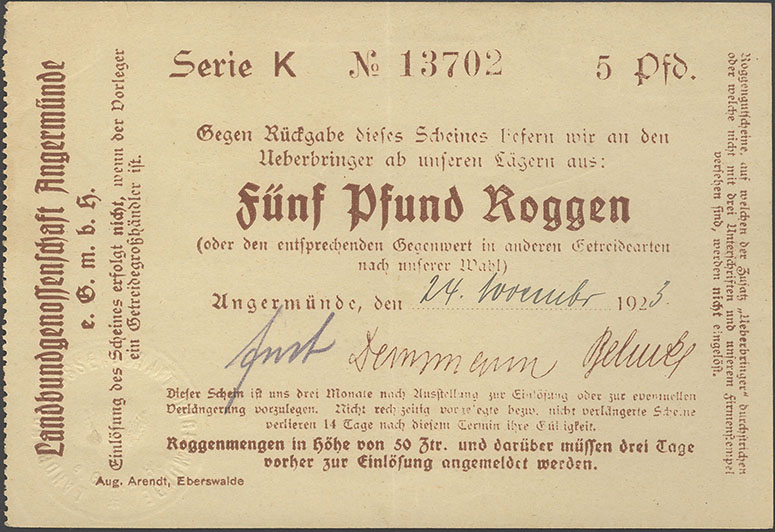 Landbundgenossenschaft Angermünde
e. G. m. b. H.
Einlösung des Scheines erfolgt nicht, wenn der Vorleger
ein Getreidegroßhändler ist.
Serie K № 13702 5 Pfd.
Gegen Rückgabe dieses Scheines liefern wir an den
Ueberbringer ab unseren Lägern aus:
Fünf Pfund Roggen
(oder den entsprechenden Gegenwert in anderen Getreidearten
nach unserer Wahl)
Angermünde, den 24. November 1923.
Demmann
Dieser Schein ist uns drei Monate nach Ausstellung zur Einlösung oder zur eventuellen
Verlängerung vorzulegen. Nicht rechtzeitig vorgelegte bezw. nicht verlängerte Scheine
verlieren 14 Tage nach diesem Termin ihre Gültigkeit.
Roggenmengen in Höhe von 50 Ztr. und darüber müssen drei Tage
vorher zur Einlösung angemeldet werden.
Aug. Arendt, Eberswalde
Roggengutscheine, auf welchen der Zusatz „Ueberbringer" durchstrichen
oder welche nicht mit drei Unterschriften und unserem Firmenstempel
versehen sind, werden nicht eingelöst.